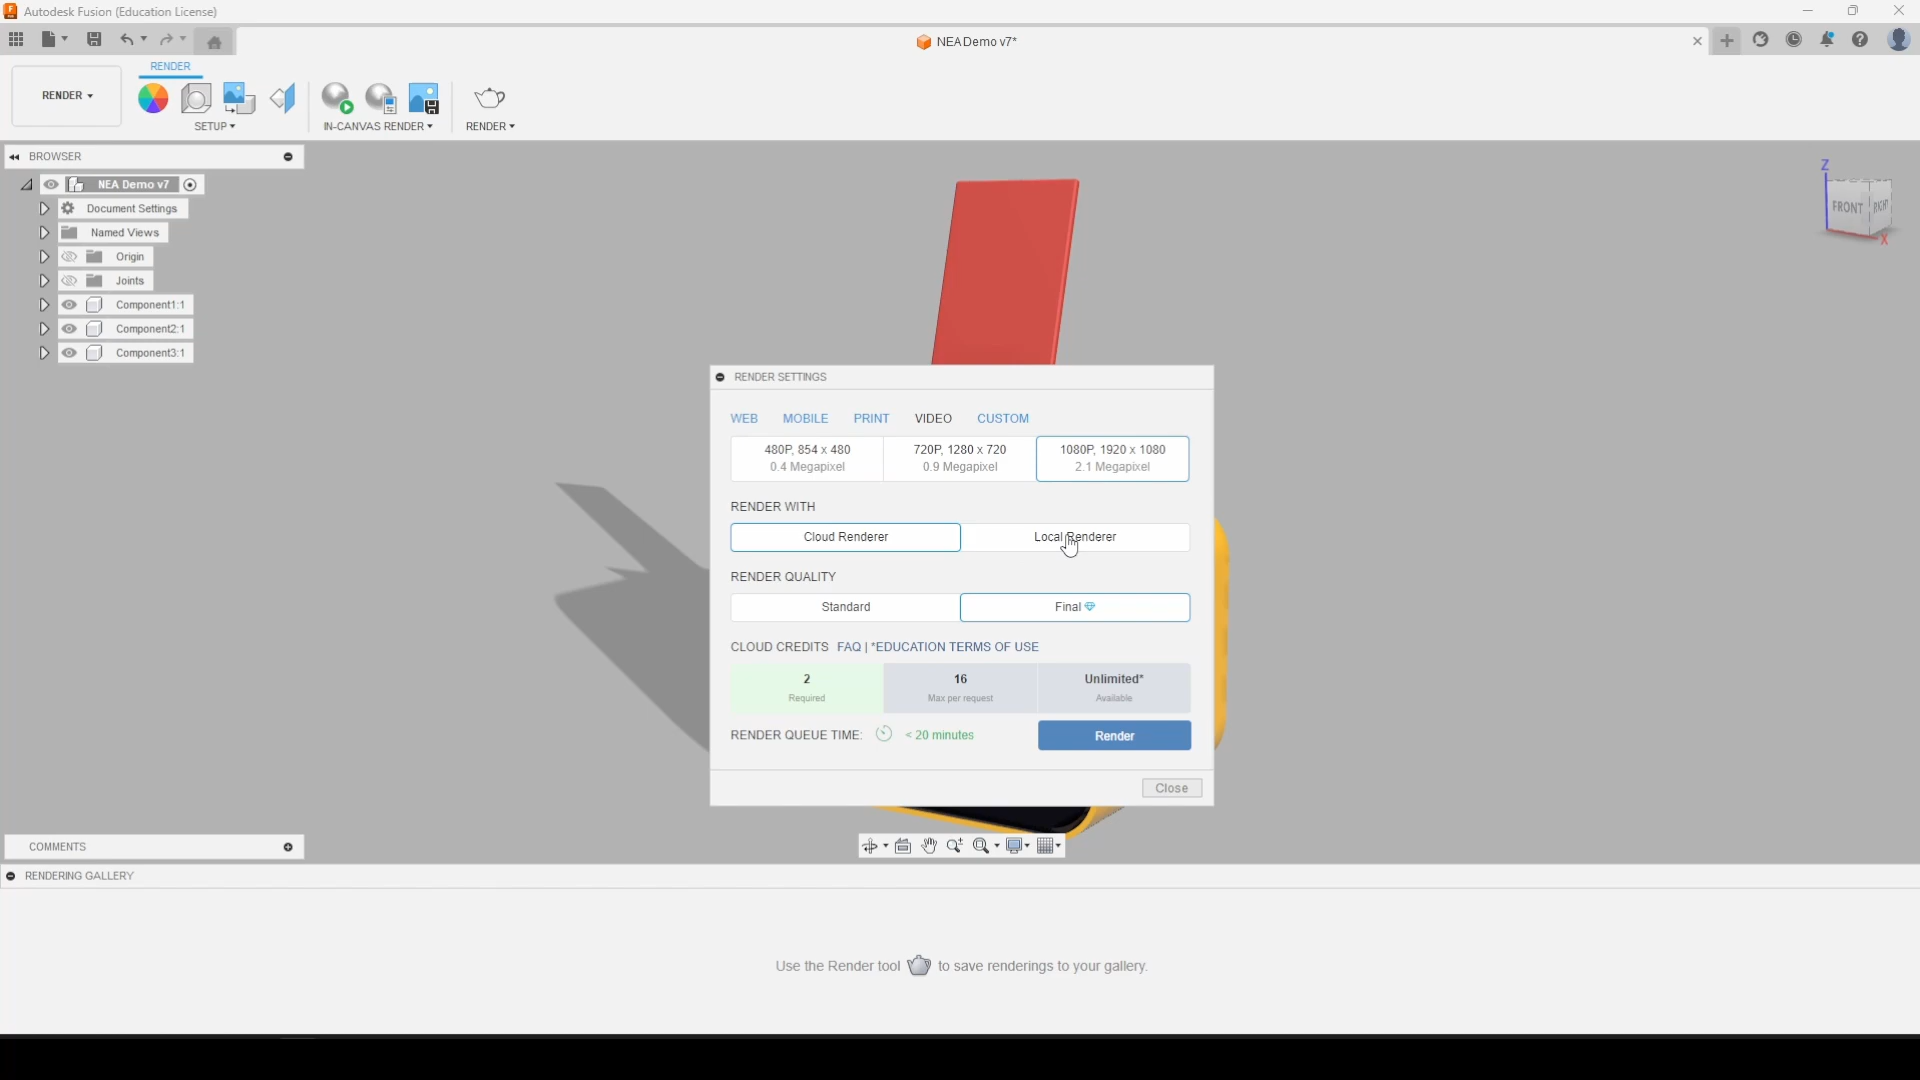 Autodesk Fusion (Education License)
NEA Demo v7*
RENDER
RENDER
SETUP
IN-CANVAS RENDER
RENDER
BROWSER
NEA Demo v7
Document Settings
Named Views
Origin
Joints
Component1:1
Component2:1
Component3:1
Z
FRONT RIGHT
X
RENDER SETTINGS
WEB MOBILE PRINT VIDEO CUSTOM
480P, 854 x 480 720P, 1280 x 720 1080P, 1920 x 1080
0.4 Megapixel 0.9 Megapixel 2.1 Megapixel
RENDER WITH
Cloud Renderer Local Renderer
RENDER QUALITY
Standard Final
CLOUD CREDITS FAQ | *EDUCATION TERMS OF USE
2 16 Unlimited*
Required Max per request Available
RENDER QUEUE TIME: < 20 minutes Render
Close
COMMENTS
RENDERING GALLERY
Use the Render tool to save renderings to your gallery.